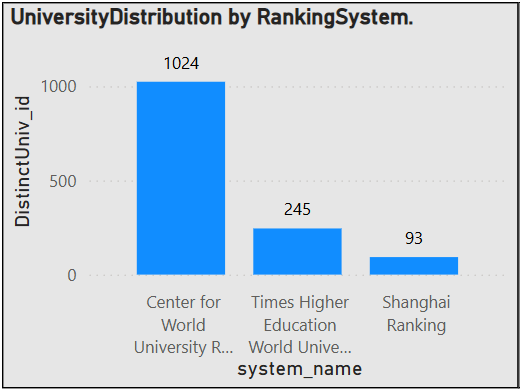 UniversityDistribution by RankingSystem.
DistinctUniv_id
1000
500
0
1024
245
93
Center for
World
University R...
Times Higher
Education
World Unive...
Shanghai
Ranking
system_name